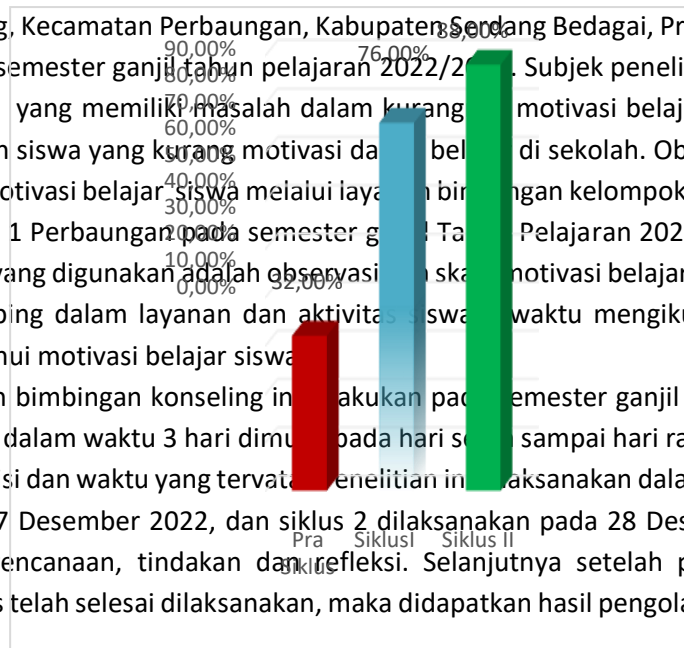 g, Kecamatan Perbaungan, Kabupaten Serdang Bedagai, Pr
semester ganjil tahun pelajaran 2022/2 . Subjek peneli
yang memiliki masalah dalam kurang motivasi belaj
n siswa yang kurang motivasi da bel di sekolah. Ob
otivasi belajar siswa melalui laya n bim ngan kelompok
1 Perbaungan pada semester g l Ta Pelajaran 202
yang digunakan adalah observasi ska motivasi belajar
bing dalam layanan dan aktivitas siswa waktu mengiku
hui motivasi belajar siswa
n bimbingan konseling in akukan pad emester ganjil
dalam waktu 3 hari dimu pada hari se sampai hari ra
si dan waktu yang tervata enelitian in aksanakan dala
7 Desember 2022, dan siklus 2 dilaksanakan pada 28 Des
encanaan, tindakan dan refleksi. Selanjutnya setelah p
s telah selesai dilaksanakan, maka didapatkan hasil pengola
90,00%
80,00%
70,00%
60,00%
50,00%
40,00%
30,00%
20,00%
10,00%
0,00%
32,00%
76,00%
88,00%
Pra
Siklus
SiklusI
Siklus II